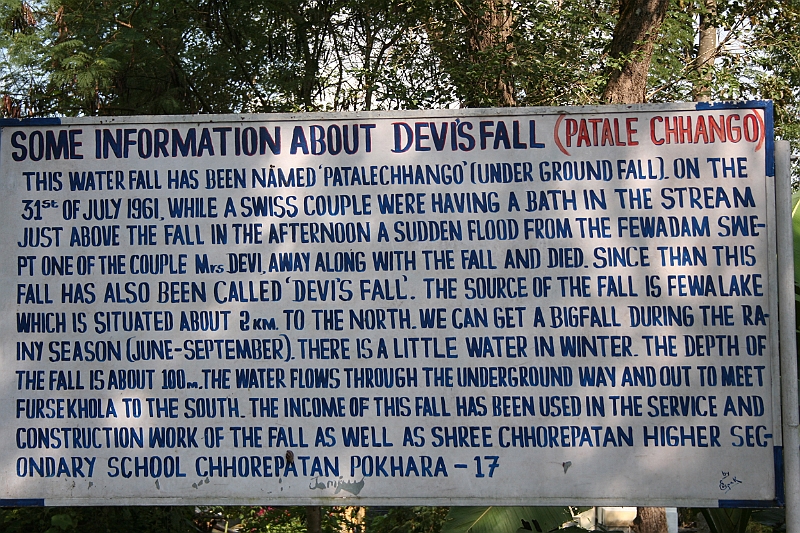 SOME INFORMATION ABOUT DEVI'S FALL (PATALE CHHANGO)
THIS WATER FALL HAS BEEN NAMED 'PATALECHHANGO' (UNDER GROUND FALL). ON THE
31st OF JULY 1961, WHILE A SWISS COUPLE WERE HAVING A BATH IN THE STREAM
JUST ABOVE THE FALL IN THE AFTERNOON A SUDDEN FLOOD FROM THE FEWADAM SWE-
PT ONE OF THE COUPLE Mrs. DEVI, AWAY ALONG WITH THE FALL AND DIED. SINCE THAN THIS
FALL HAS ALSO BEEN CALLED 'DEVI'S FALL'. THE SOURCE OF THE FALL IS FEWA LAKE
WHICH IS SITUATED ABOUT 2 KM. TO THE NORTH. WE CAN GET A BIGFALL DURING THE RA-
INY SEASON (JUNE-SEPTEMBER). THERE IS A LITTLE WATER IN WINTER. THE DEPTH OF
THE FALL IS ABOUT 100m. THE WATER FLOWS THROUGH THE UNDERGROUND WAY AND OUT TO MEET
FURSEKHOLA TO THE SOUTH. THE INCOME OF THIS FALL HAS BEEN USED IN THE SERVICE AND
CONSTRUCTION WORK OF THE FALL AS WELL AS SHREE CHHOREPATAN HIGHER SEC-
ONDARY SCHOOL CHHOREPATAN, POKHARA - 17
by